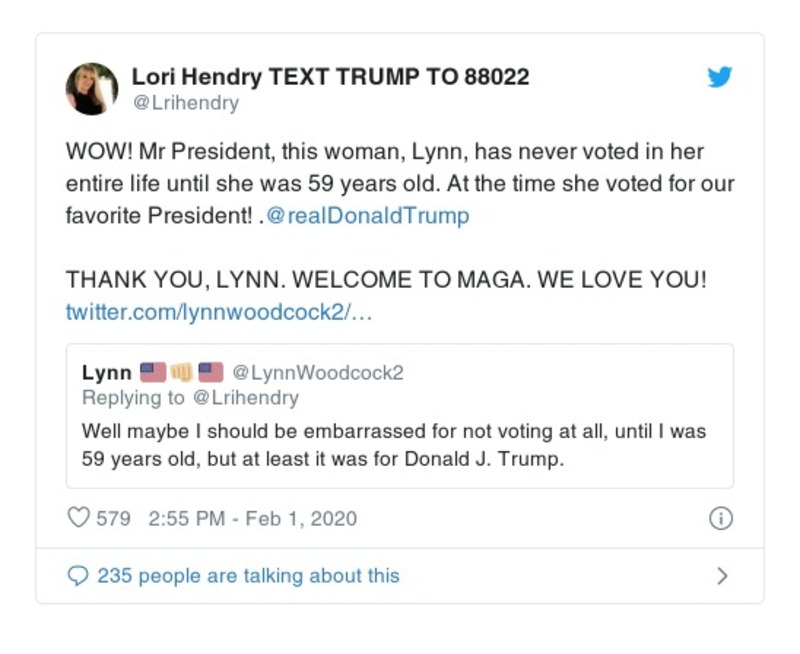 Lori Hendry TEXT TRUMP TO 88022
@Lrihendry
WOW! Mr President, this woman, Lynn, has never voted in her
entire life until she was 59 years old. At the time she voted for our
favorite President! .@realDonaldTrump
THANK YOU, LYNN. WELCOME TO MAGA. WE LOVE YOU!
twitter.com/lynnwoodcock2/…
Lynn 🇺🇸👊🏼🇺🇸 @LynnWoodcock2
Replying to @Lrihendry
Well maybe I should be embarrassed for not voting at all, until I was
59 years old, but at least it was for Donald J. Trump.
579 2:55 PM - Feb 1, 2020
235 people are talking about this